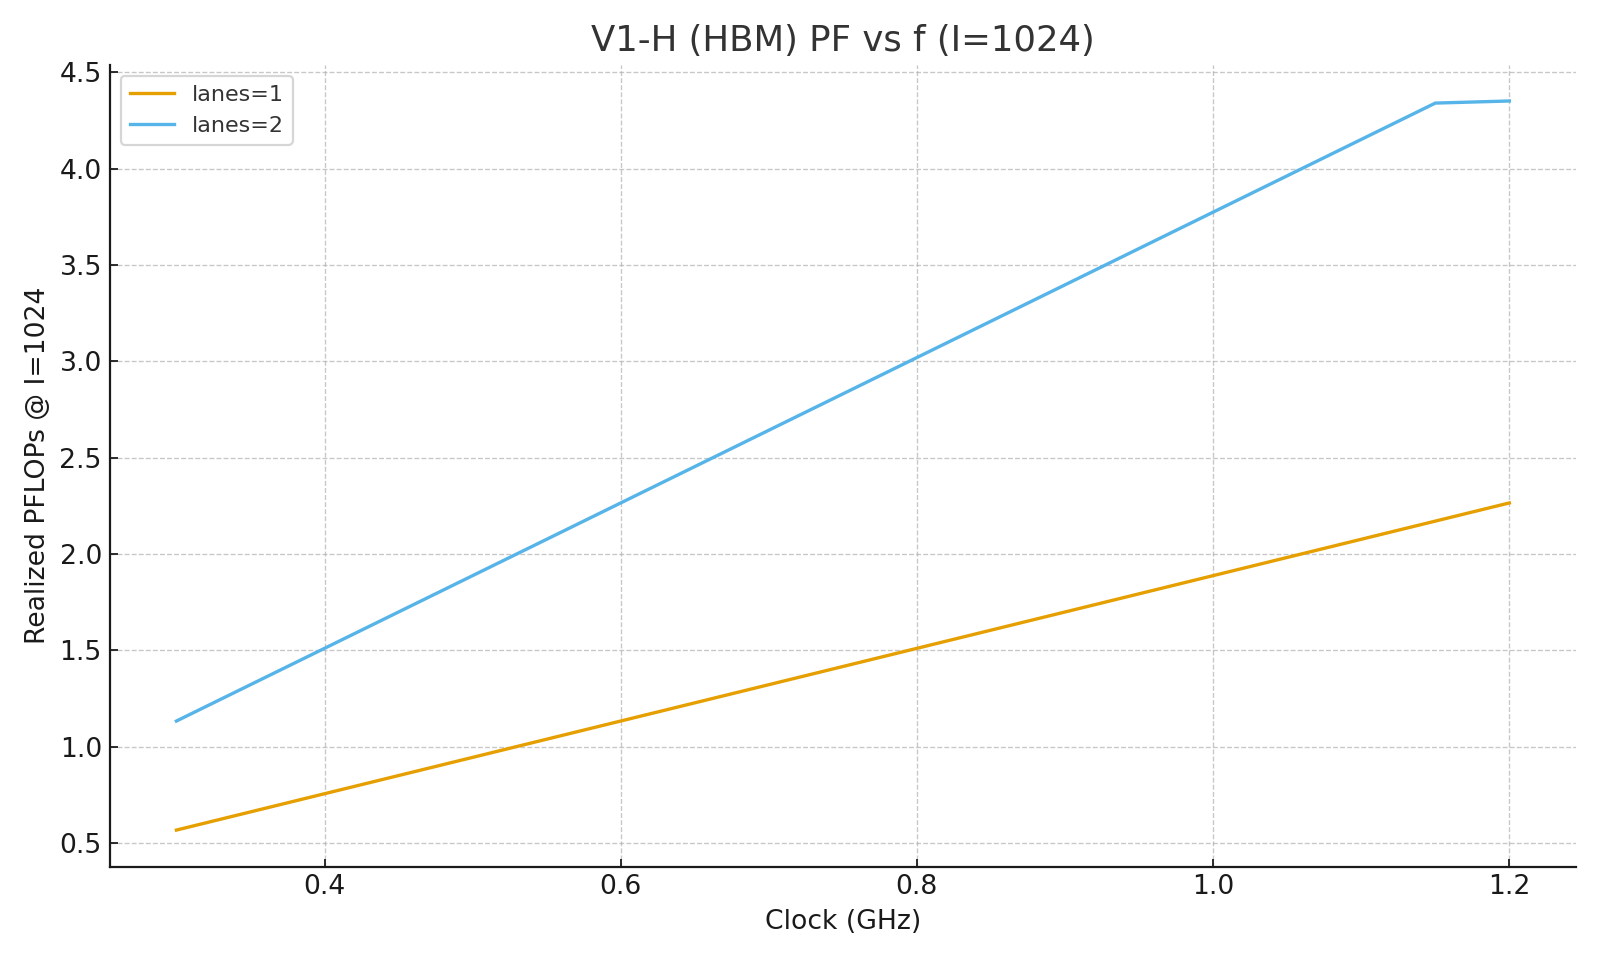 V1-H (HBM) PF vs f (I=1024)
lanes=1
lanes=2
Realized PFLOPs @ I=1024
4.5
4.0
3.5
3.0
2.5
2.0
1.5
1.0
0.5
0.4 0.6 0.8 1.0 1.2
Clock (GHz)